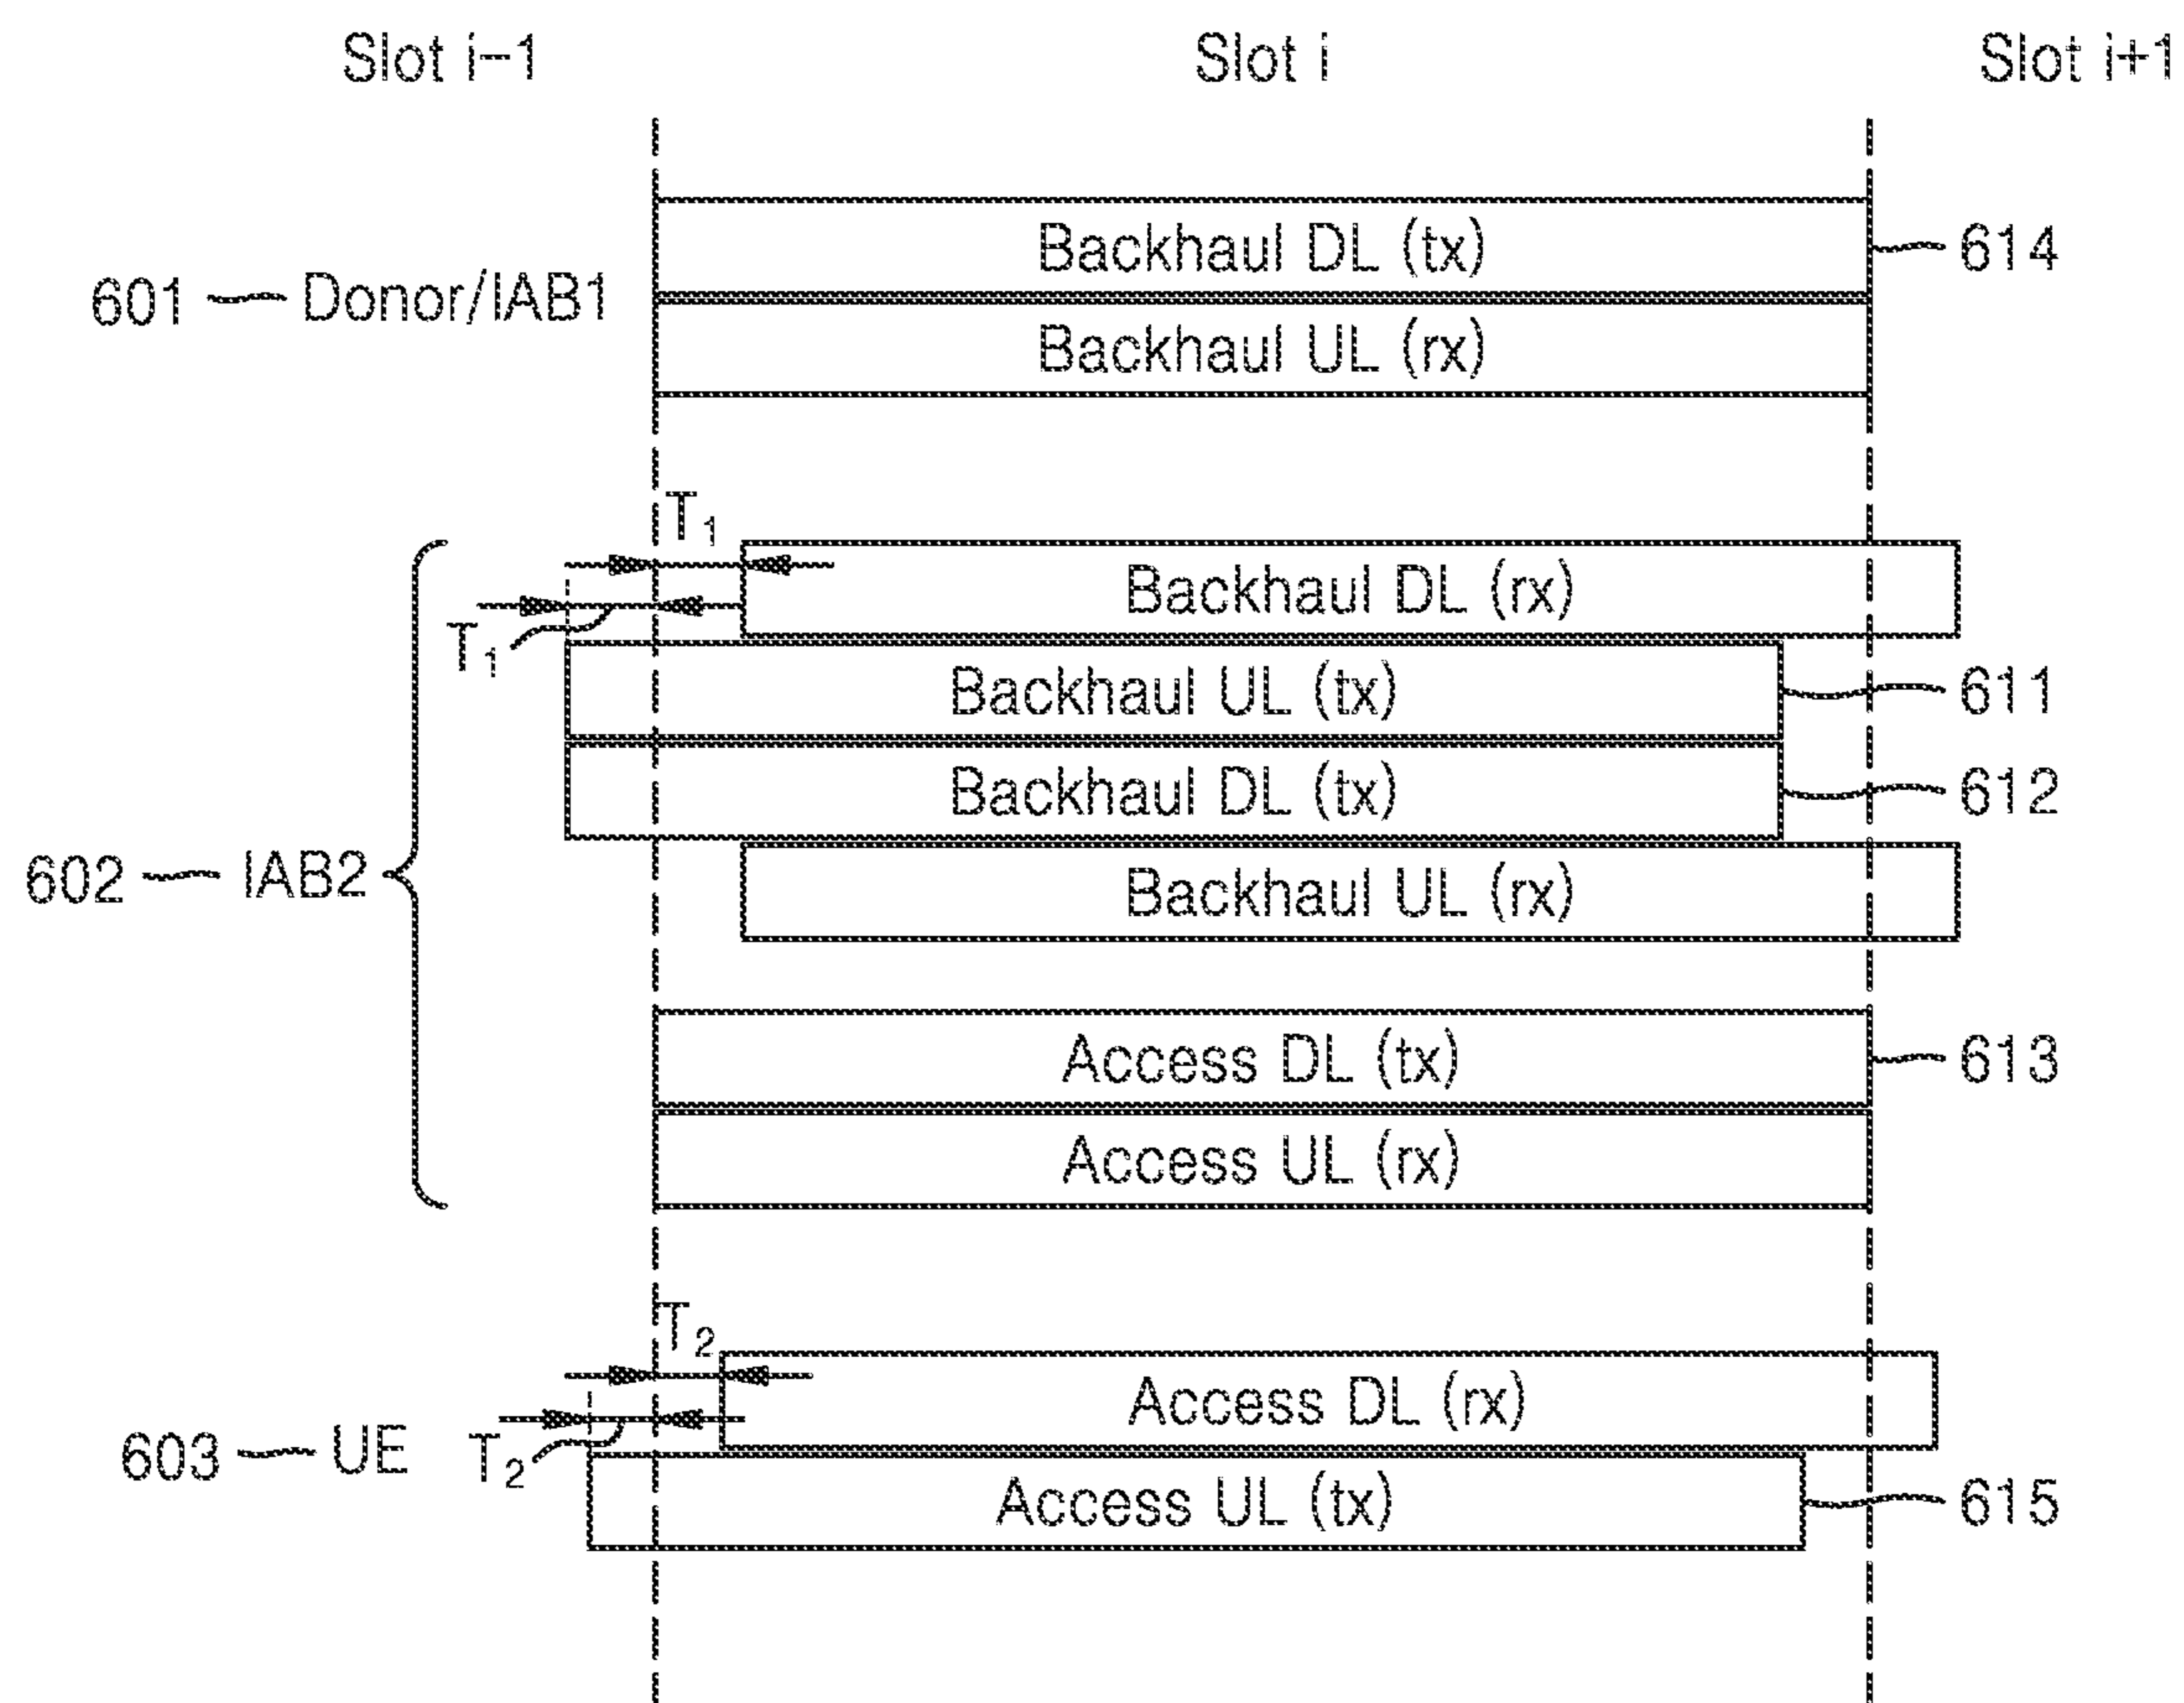 Slot i-1 Slot i Slot i+1
Backhaul DL (tx) 614
601 Donor/IAB1
Backhaul UL (rx)
T1
Backhaul DL (rx)
T1
Backhaul UL (tx) 611
Backhaul DL (tx) 612
602 IAB2
Backhaul UL (rx)
Access DL (tx) 613
Access UL (rx)
T2
Access DL (rx)
603 UE T2
Access UL (tx) 615